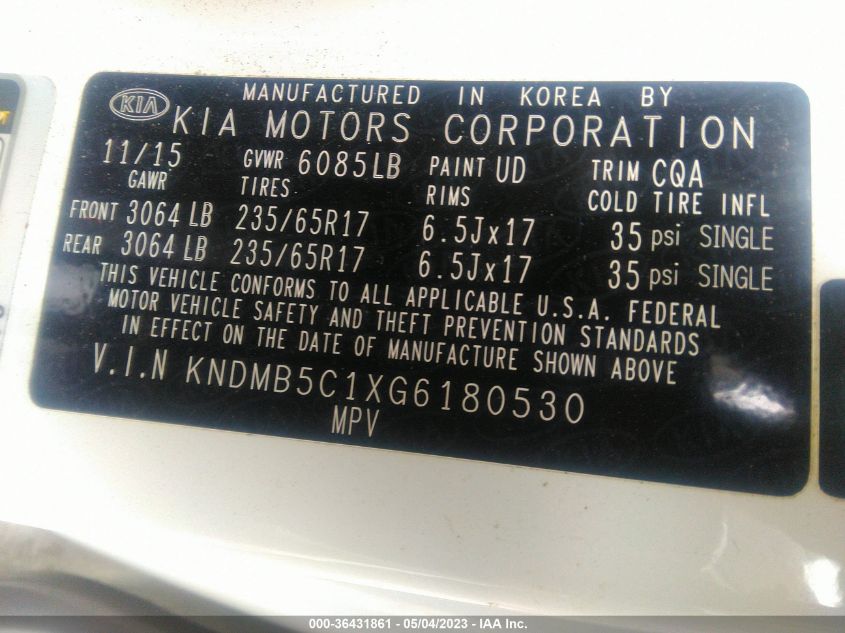 MANUFACTURED IN KOREA BY
KIA KIA MOTORS CORPORATION
11/15 GVWR 6085LB PAINT UD TRIM CQA
GAWR TIRES RIMS COLD TIRE INFL
FRONT 3064 LB 235/65R17 6.5Jx17 35 psi SINGLE
REAR 3064 LB 235/65R17 6.5Jx17 35 psi SINGLE
THIS VEHICLE CONFORMS TO ALL APPLICABLE U.S.A. FEDERAL
MOTOR VEHICLE SAFETY AND THEFT PREVENTION STANDARDS
IN EFFECT ON THE DATE OF MANUFACTURE SHOWN ABOVE
V.I.N KNDMB5C1XG6180530
MPV
000-36431861 - 05/04/2023 - IAA Inc.